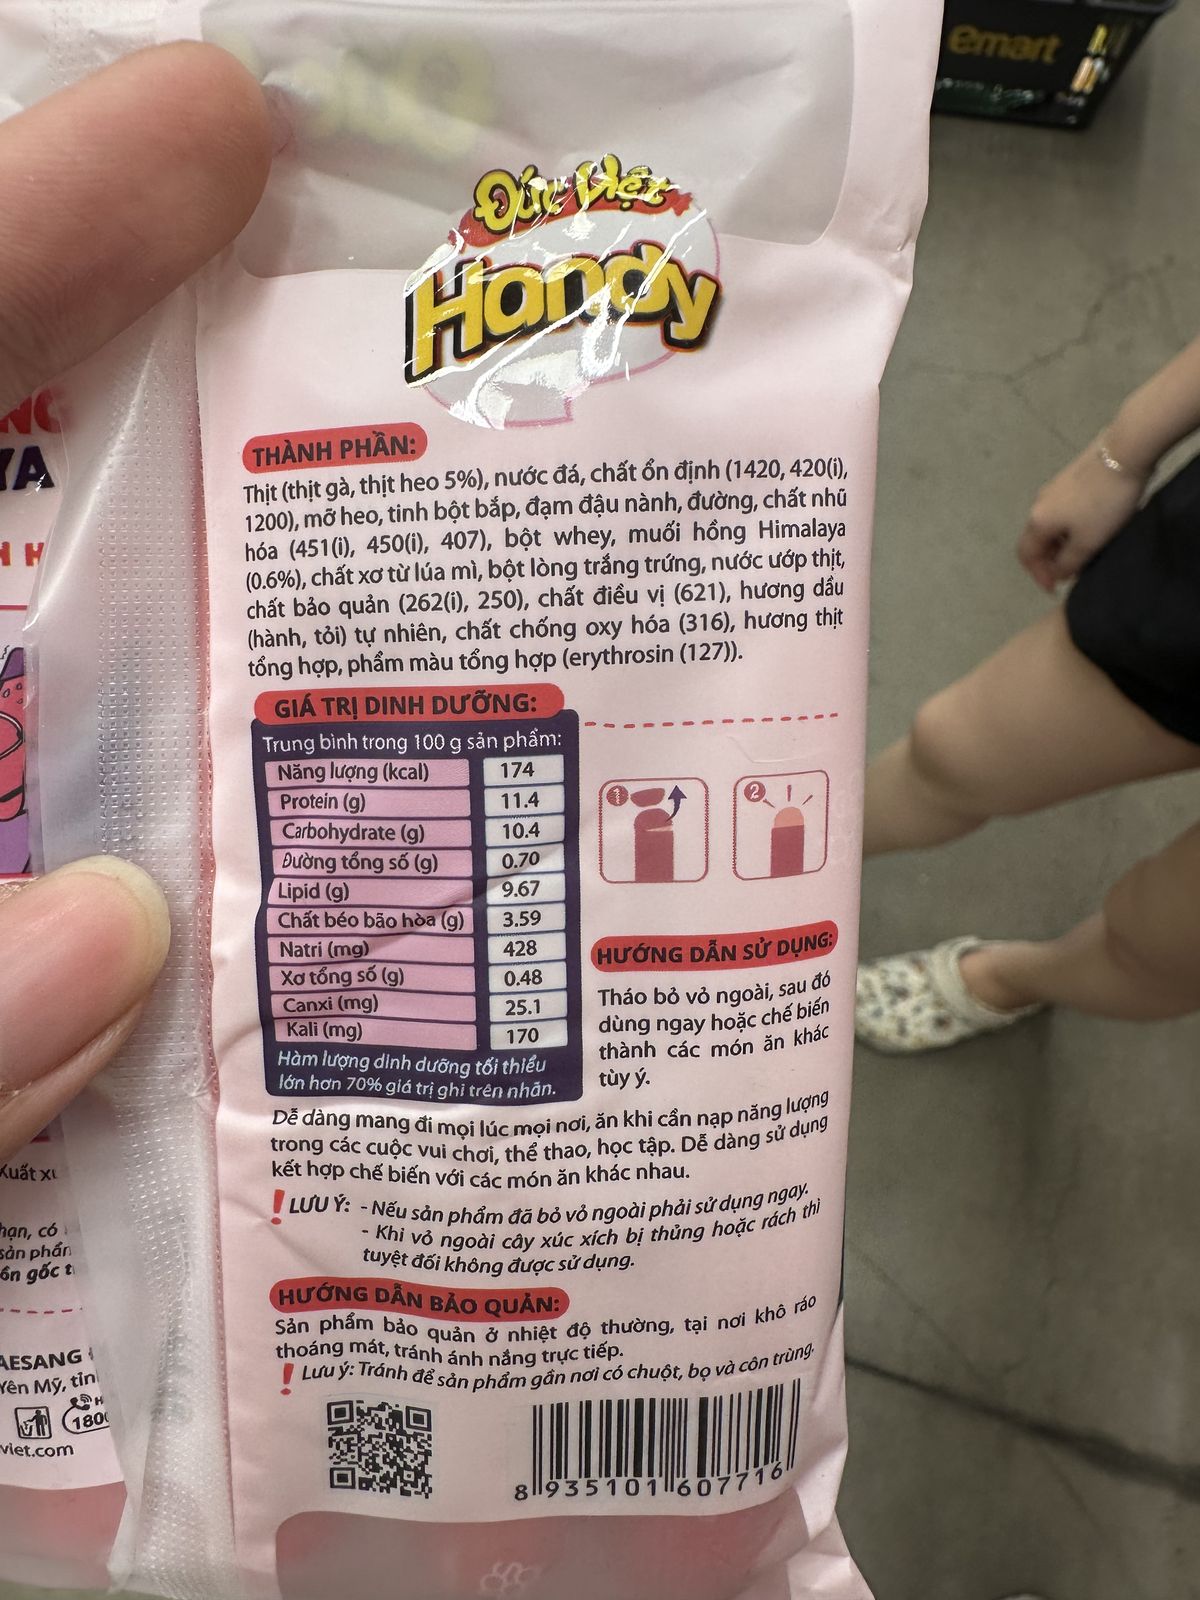 emart
Đức Việt
Handy
THÀNH PHẦN:
Thịt (thịt gà, thịt heo 5%), nước đá, chất ổn định (1420, 420(i),
1200), mỡ heo, tinh bột bắp, đạm đậu nành, đường, chất nhũ
hóa (451(i), 450(i), 407), bột whey, muối hồng Himalaya
(0.6%), chất xơ từ lúa mì, bột lòng trắng trứng, nước ướp thịt,
chất bảo quản (262(i), 250), chất điều vị (621), hương dầu
(hành, tỏi) tự nhiên, chất chống oxy hóa (316), hương thịt
tổng hợp, phẩm màu tổng hợp (erythrosin (127)).
GIÁ TRỊ DINH DƯỠNG:
Trung bình trong 100 g sản phẩm:
Năng lượng (kcal) 174
Protein (g) 11.4
Carbohydrate (g) 10.4
Đường tổng số (g) 0.70
Lipid (g) 9.67
Chất béo bão hòa (g) 3.59
Natri (mg) 428
Xơ tổng số (g) 0.48
Canxi (mg) 25.1
Kali (mg) 170
Hàm lượng dinh dưỡng tối thiểu
lớn hơn 70% giá trị ghi trên nhãn.
1 2
HƯỚNG DẪN SỬ DỤNG:
Tháo bỏ vỏ ngoài, sau đó
dùng ngay hoặc chế biến
thành các món ăn khác
tùy ý.
Dễ dàng mang đi mọi lúc mọi nơi, ăn khi cần nạp năng lượng
trong các cuộc vui chơi, thể thao, học tập. Dễ dàng sử dụng
kết hợp chế biến với các món ăn khác nhau.
! LƯU Ý: - Nếu sản phẩm đã bỏ vỏ ngoài phải sử dụng ngay.
- Khi vỏ ngoài cây xúc xích bị thủng hoặc rách thì
tuyệt đối không được sử dụng.
HƯỚNG DẪN BẢO QUẢN:
Sản phẩm bảo quản ở nhiệt độ thường, tại nơi khô ráo
thoáng mát, tránh ánh nắng trực tiếp.
! Lưu ý: Tránh để sản phẩm gần nơi có chuột, bọ và côn trùng.
8 935101 607716
YA
Xuất
có
sản
gốc
AESANG
Yên Mỹ,
180
viet.com